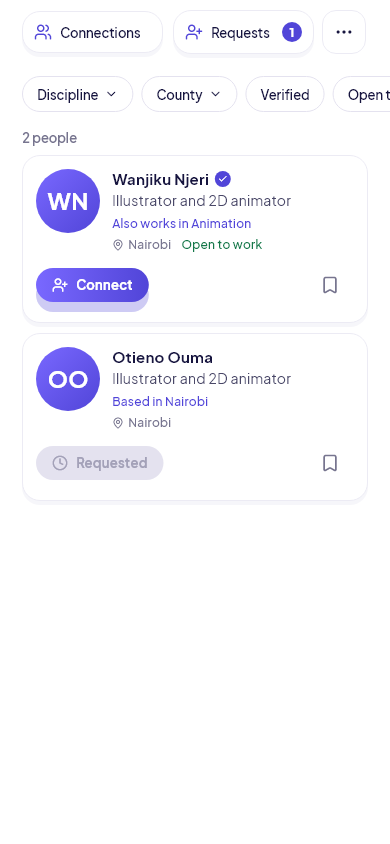 Connections
Requests 1
Discipline
County
Verified
Open t
2 people
WN
Wanjiku Njeri
Illustrator and 2D animator
Also works in Animation
Nairobi Open to work
Connect
OO
Otieno Ouma
Illustrator and 2D animator
Based in Nairobi
Nairobi
Requested